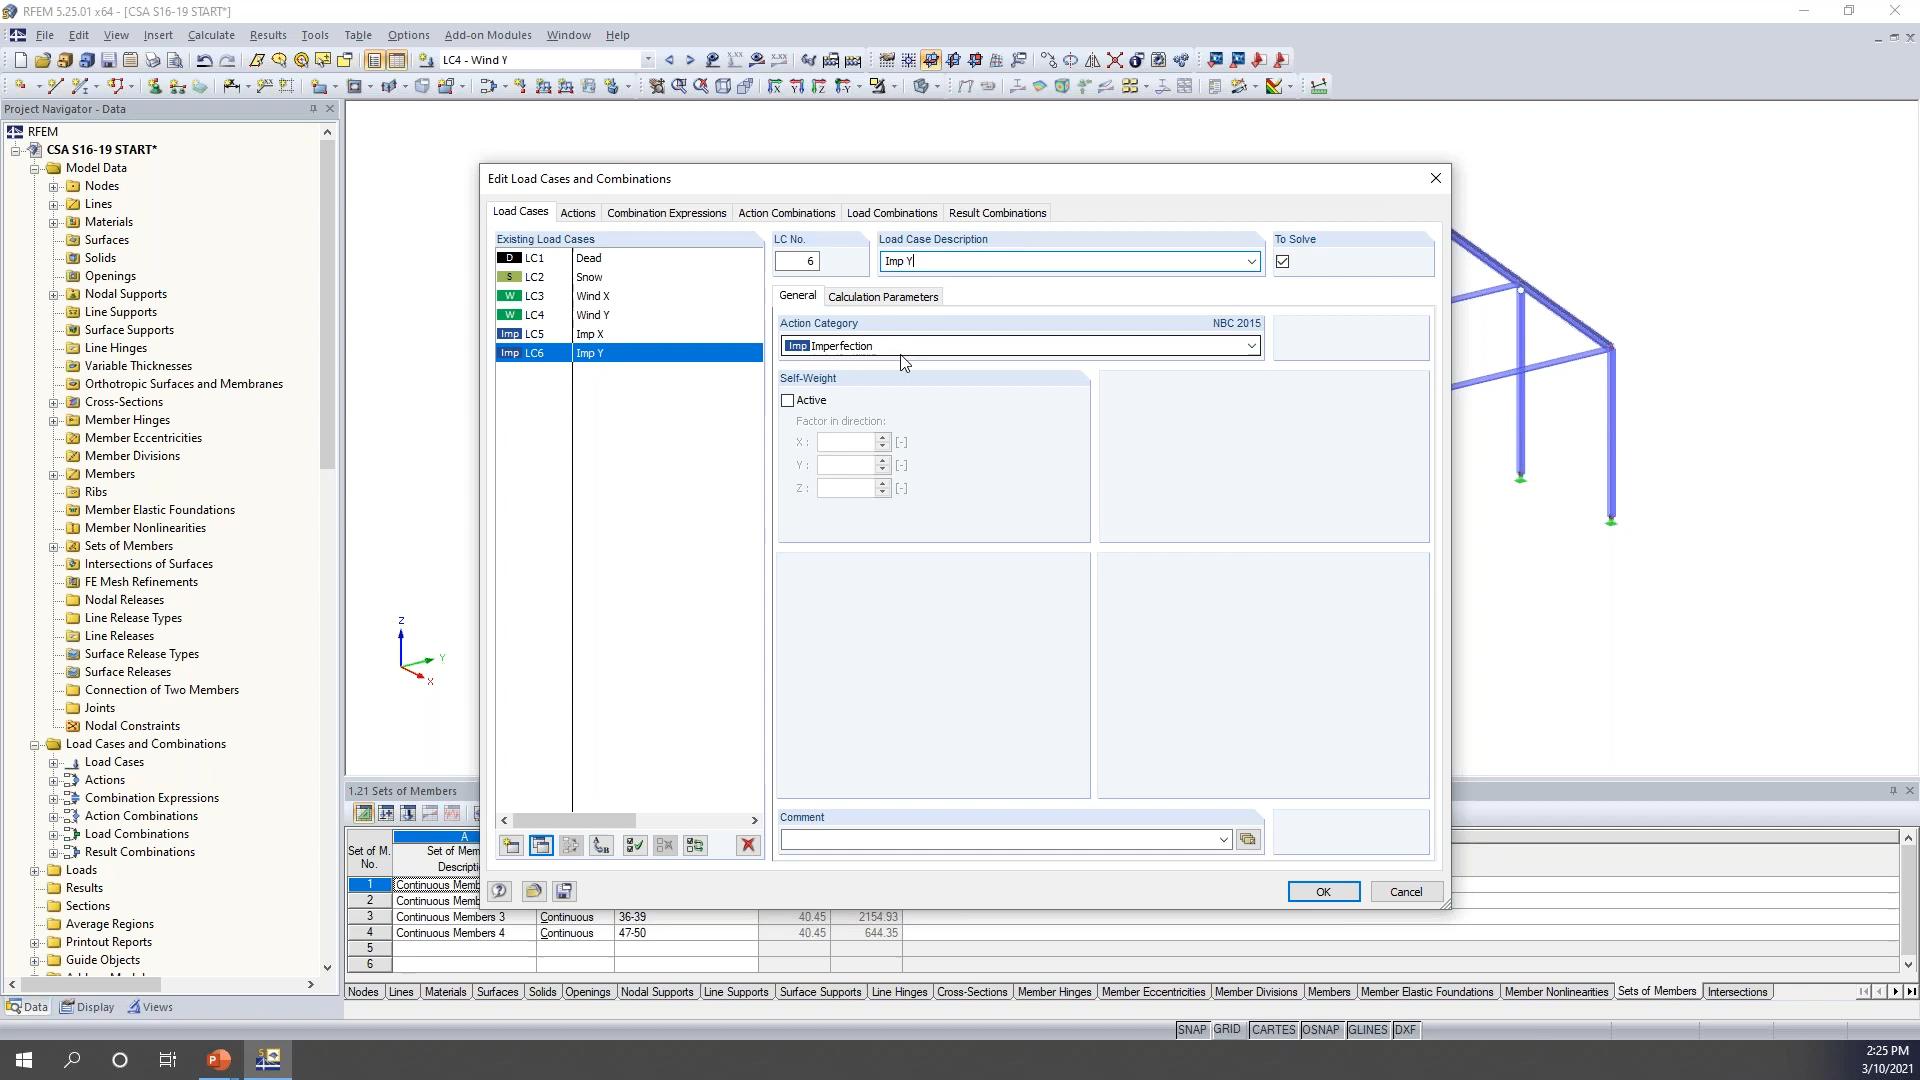 RFEM 5.25.01 x64 - [CSA S16-19 START*]
File Edit View Insert Calculate Results Tools Table Options Add-on Modules Window Help
LC4 - Wind Y
Project Navigator - Data
RFEM
CSA S16-19 START*
Model Data
Nodes
Lines
Materials
Surfaces
Solids
Openings
Nodal Supports
Line Supports
Surface Supports
Line Hinges
Variable Thicknesses
Orthotropic Surfaces and Membranes
Cross-Sections
Member Hinges
Member Eccentricities
Member Divisions
Members
Ribs
Member Elastic Foundations
Member Nonlinearities
Sets of Members
Intersections of Surfaces
FE Mesh Refinements
Nodal Releases
Line Release Types
Line Releases
Surface Release Types
Surface Releases
Connection of Two Members
Joints
Nodal Constraints
Load Cases and Combinations
Load Cases
Actions
Combination Expressions
Action Combinations
Load Combinations
Result Combinations
Loads
Results
Sections
Average Regions
Printout Reports
Guide Objects
Data Display Views
Z
Y
X
Edit Load Cases and Combinations
Load Cases Actions Combination Expressions Action Combinations Load Combinations Result Combinations
Existing Load Cases
D LC1 Dead
S LC2 Snow
W LC3 Wind X
W LC4 Wind Y
Imp LC5 Imp X
Imp LC6 Imp Y
LC No.
6
Load Case Description
Imp Y
To Solve
General Calculation Parameters
Action Category NBC 2015
Imp Imperfection
Self-Weight
Active
Factor in direction:
X : [-]
Y : [-]
Z : [-]
Comment
OK Cancel
1.21 Sets of Members
A
Set of M. Set of Mem
No. Descripti
1 Continuous Memb
2 Continuous Memb
3 Continuous Members 3 Continuous 36-39 40.45 2154.93
4 Continuous Members 4 Continuous 47-50 40.45 644.35
5
6
Nodes Lines Materials Surfaces Solids Openings Nodal Supports Line Supports Surface Supports Line Hinges Cross-Sections Member Hinges Member Eccentricities Member Divisions Members Member Elastic Foundations Member Nonlinearities Sets of Members Intersections
SNAP GRID CARTES OSNAP GLINES DXF
2:25 PM
3/10/2021